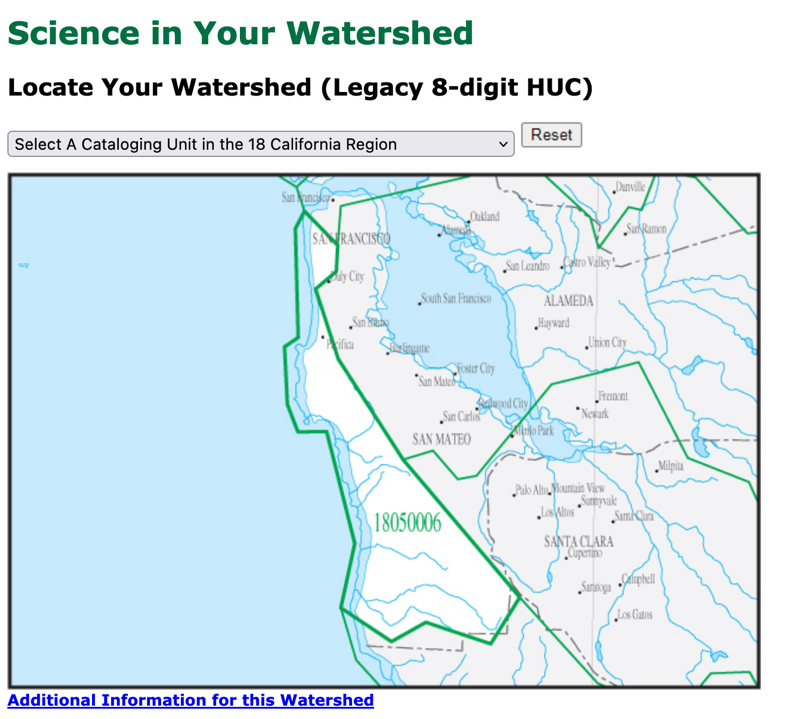 Science in Your Watershed
Locate Your Watershed (Legacy 8-digit HUC)
Select A Cataloging Unit in the 18 California Region
Reset
Danville
San Francisco
Oakland
Alameda
San Ramon
SAN FRANCISCO
San Leandro
Castro Valley
Daly City
South San Francisco
ALAMEDA
San Bruno
Hayward
Pacifica
Burlingame
Union City
Foster City
San Mateo
Redwood City
Fremont
Newark
San Carlos
Menlo Park
SAN MATEO
Milpita
Palo Alto
Mountain View
Sunnyvale
Los Altos
Santa Clara
18050006
SANTA CLARA
Cupertino
Saratoga
Campbell
Los Gatos
Additional Information for this Watershed